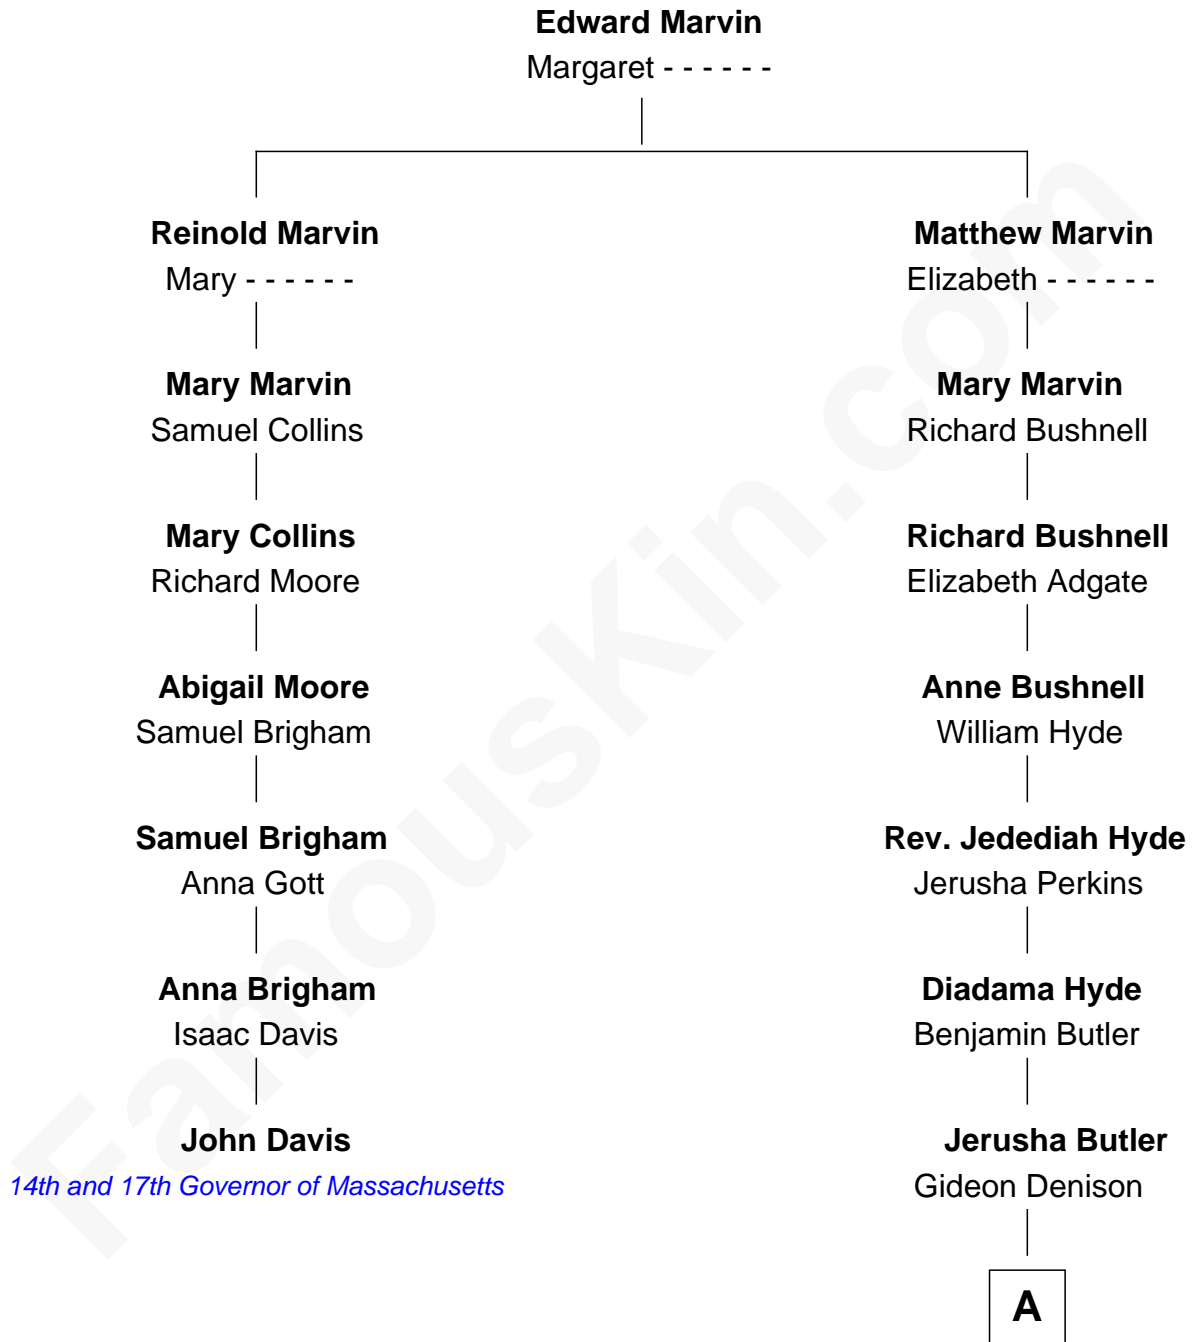 Edward Marvin
Margaret - - - - - -
Reinold Marvin
Mary - - - - - -
Mary Marvin
Samuel Collins
Mary Collins
Richard Moore
Abigail Moore
Samuel Brigham
Samuel Brigham
Anna Gott
Anna Brigham
Isaac Davis
John Davis
14th and 17th Governor of Massachusetts
Matthew Marvin
Elizabeth - - - - - -
Mary Marvin
Richard Bushnell
Richard Bushnell
Elizabeth Adgate
Anne Bushnell
William Hyde
Rev. Jedediah Hyde
Jerusha Perkins
Diadama Hyde
Benjamin Butler
Jerusha Butler
Gideon Denison
A
FamousKin.com